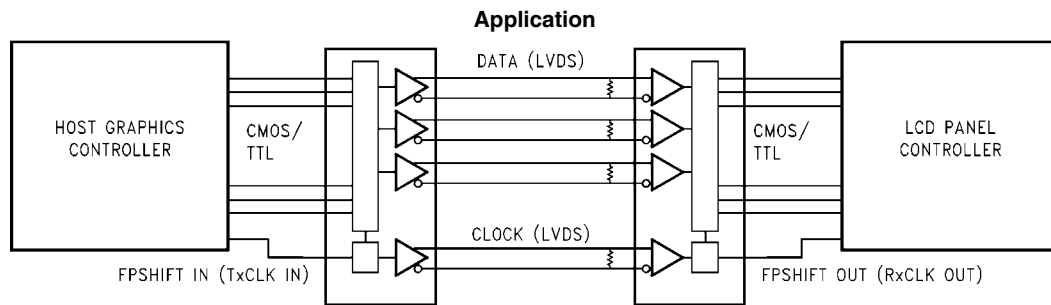 Application
HOST GRAPHICS
CONTROLLER
CMOS/
TTL
DATA (LVDS)
CLOCK (LVDS)
CMOS/
TTL
LCD PANEL
CONTROLLER
FPSHIFT IN (TxCLK IN)
FPSHIFT OUT (RxCLK OUT)